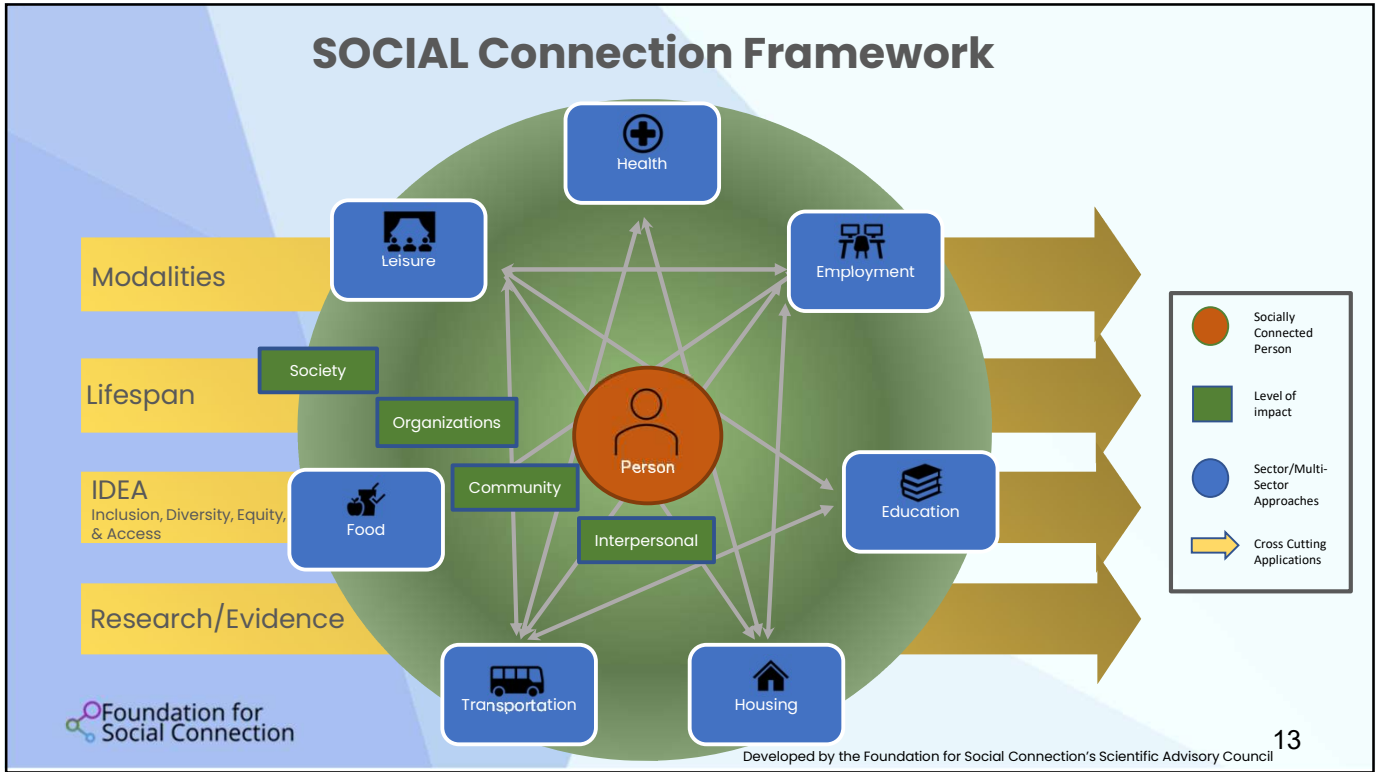 SOCIAL Connection Framework
Health
Leisure
Employment
Modalities
Society
Lifespan
Organizations
Person
Community
IDEA
Inclusion, Diversity, Equity,
& Access
Food
Education
Interpersonal
Research/Evidence
Transportation
Housing
Socially
Connected
Person
Level of
impact
Sector/Multi-
Sector
Approaches
Cross Cutting
Applications
Foundation for
Social Connection
Developed by the Foundation for Social Connection's Scientific Advisory Council
13